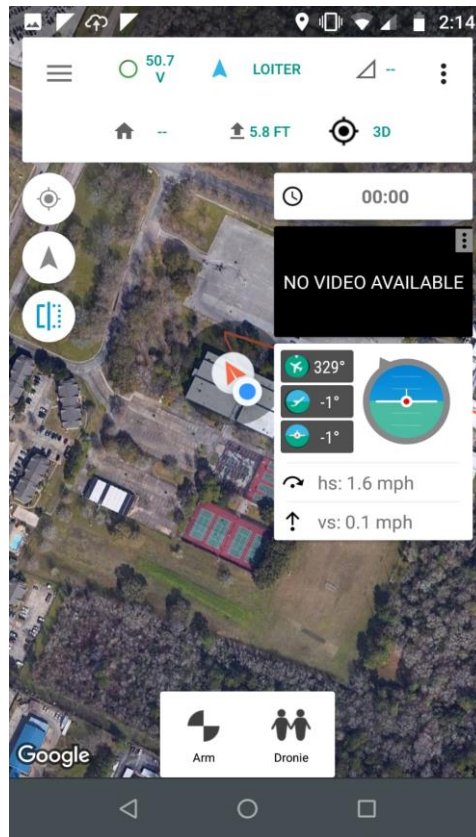 2:14
50.7
V
LOITER
--
--
5.8 FT
3D
00:00
NO VIDEO AVAILABLE
329°
-1°
-1°
hs: 1.6 mph
vs: 0.1 mph
Arm
Dronie
Google